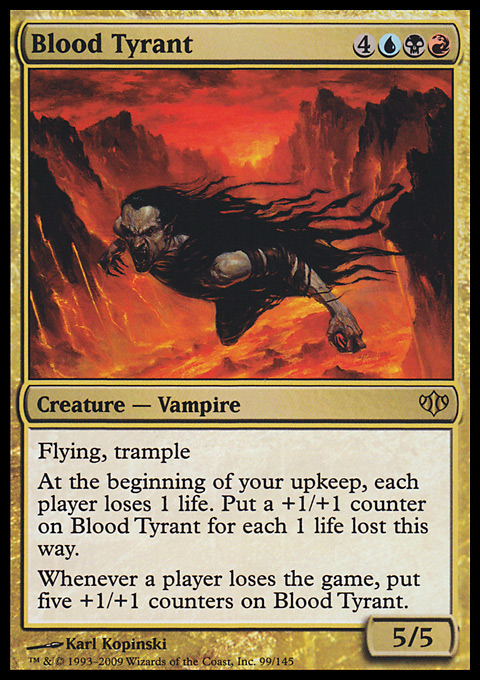 Blood Tyrant 4
Creature — Vampire
Flying, trample
At the beginning of your upkeep, each
player loses 1 life. Put a +1/+1 counter
on Blood Tyrant for each 1 life lost this
way.
Whenever a player loses the game, put
five +1/+1 counters on Blood Tyrant.
Karl Kopinski
5/5
™ & © 1993–2009 Wizards of the Coast, Inc. 99/145